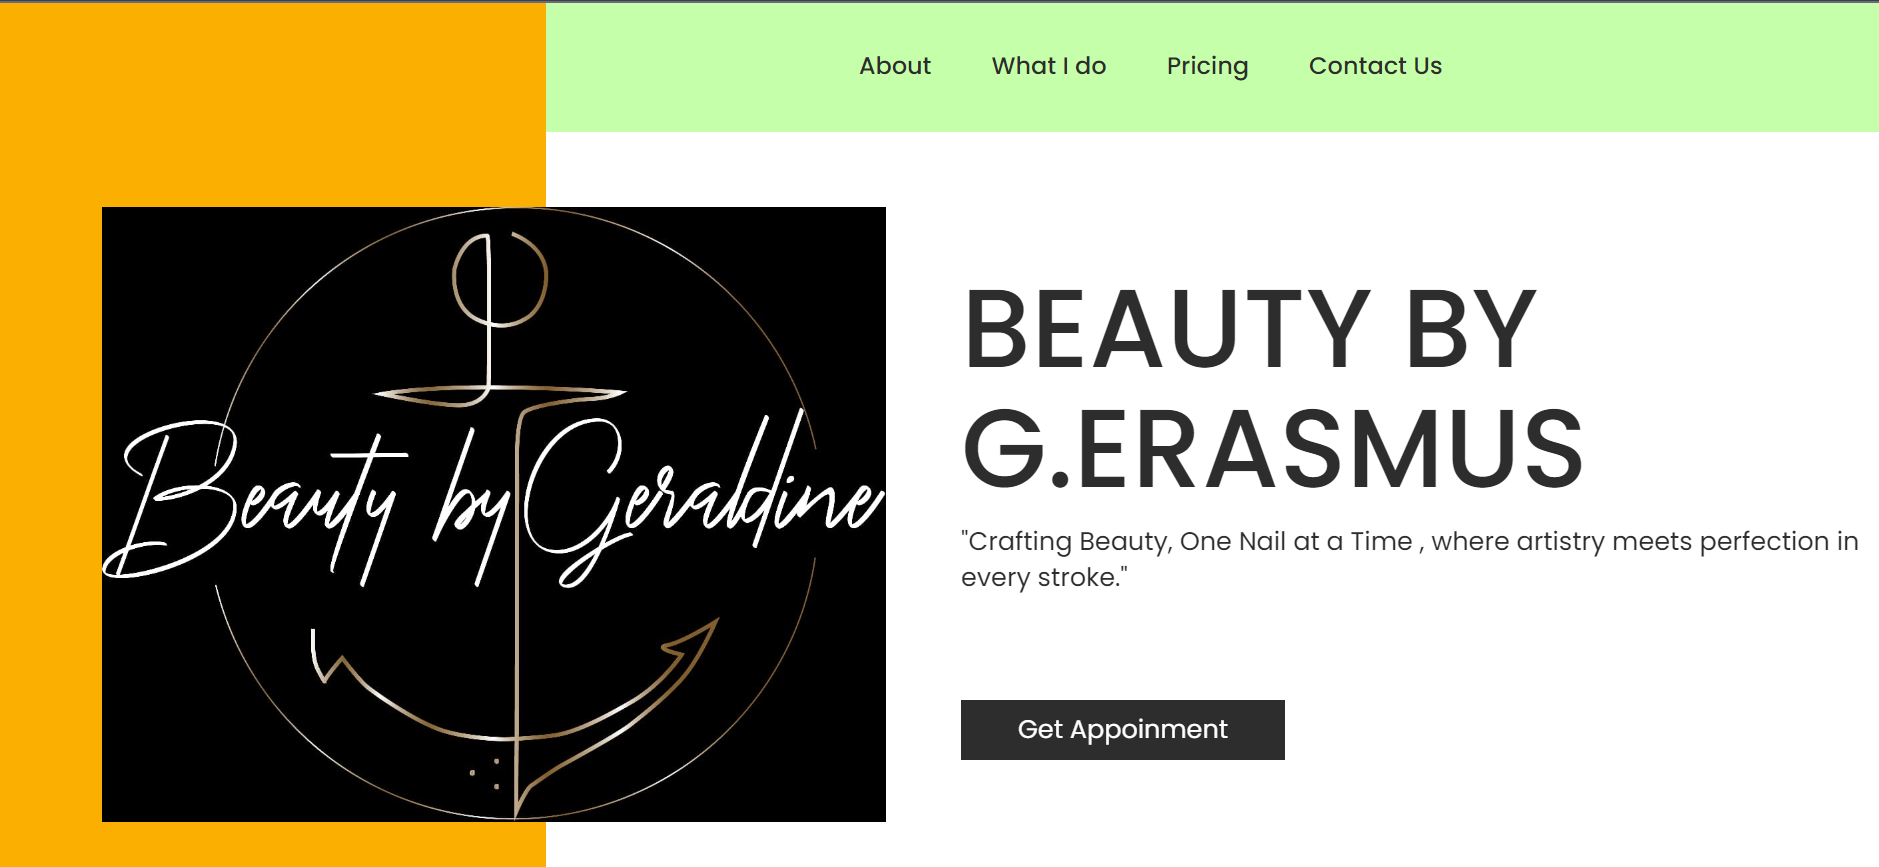 About What I do Pricing Contact Us
Beauty by Geraldine
BEAUTY BY
G.ERASMUS
"Crafting Beauty, One Nail at a Time , where artistry meets perfection in
every stroke."
Get Appoinment